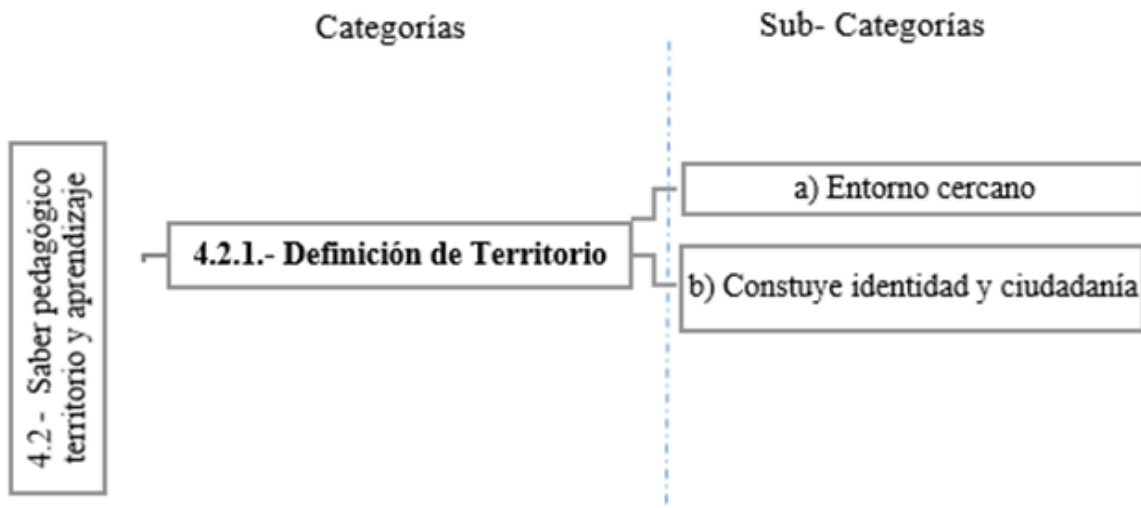 Categorías
Sub- Categorías
4.2 - Saber pedagógico
territorio y aprendizaje
4.2.1.- Definición de Territorio
a) Entorno cercano
b) Constuye identidad y ciudadanía